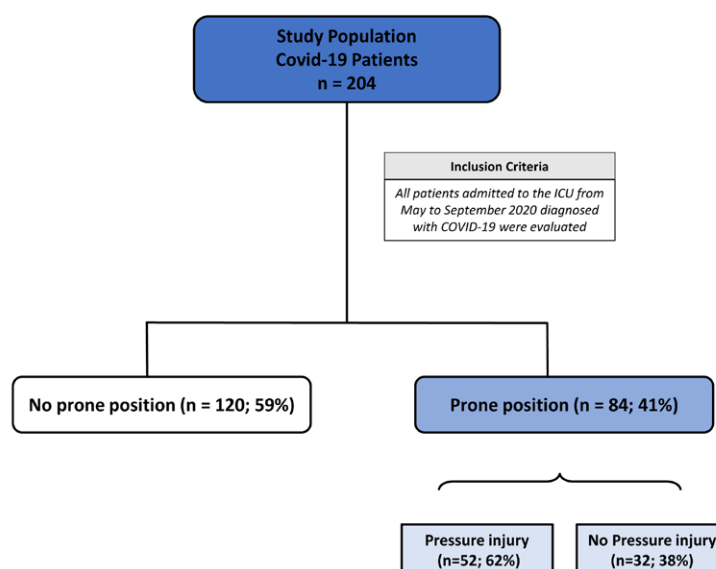 Study Population
Covid-19 Patients
n = 204
Inclusion Criteria
All patients admitted to the ICU from
May to September 2020 diagnosed
with COVID-19 were evaluated
No prone position (n = 120; 59%)
Prone position (n = 84; 41%)
Pressure injury
(n=52; 62%)
No Pressure injury
(n=32; 38%)